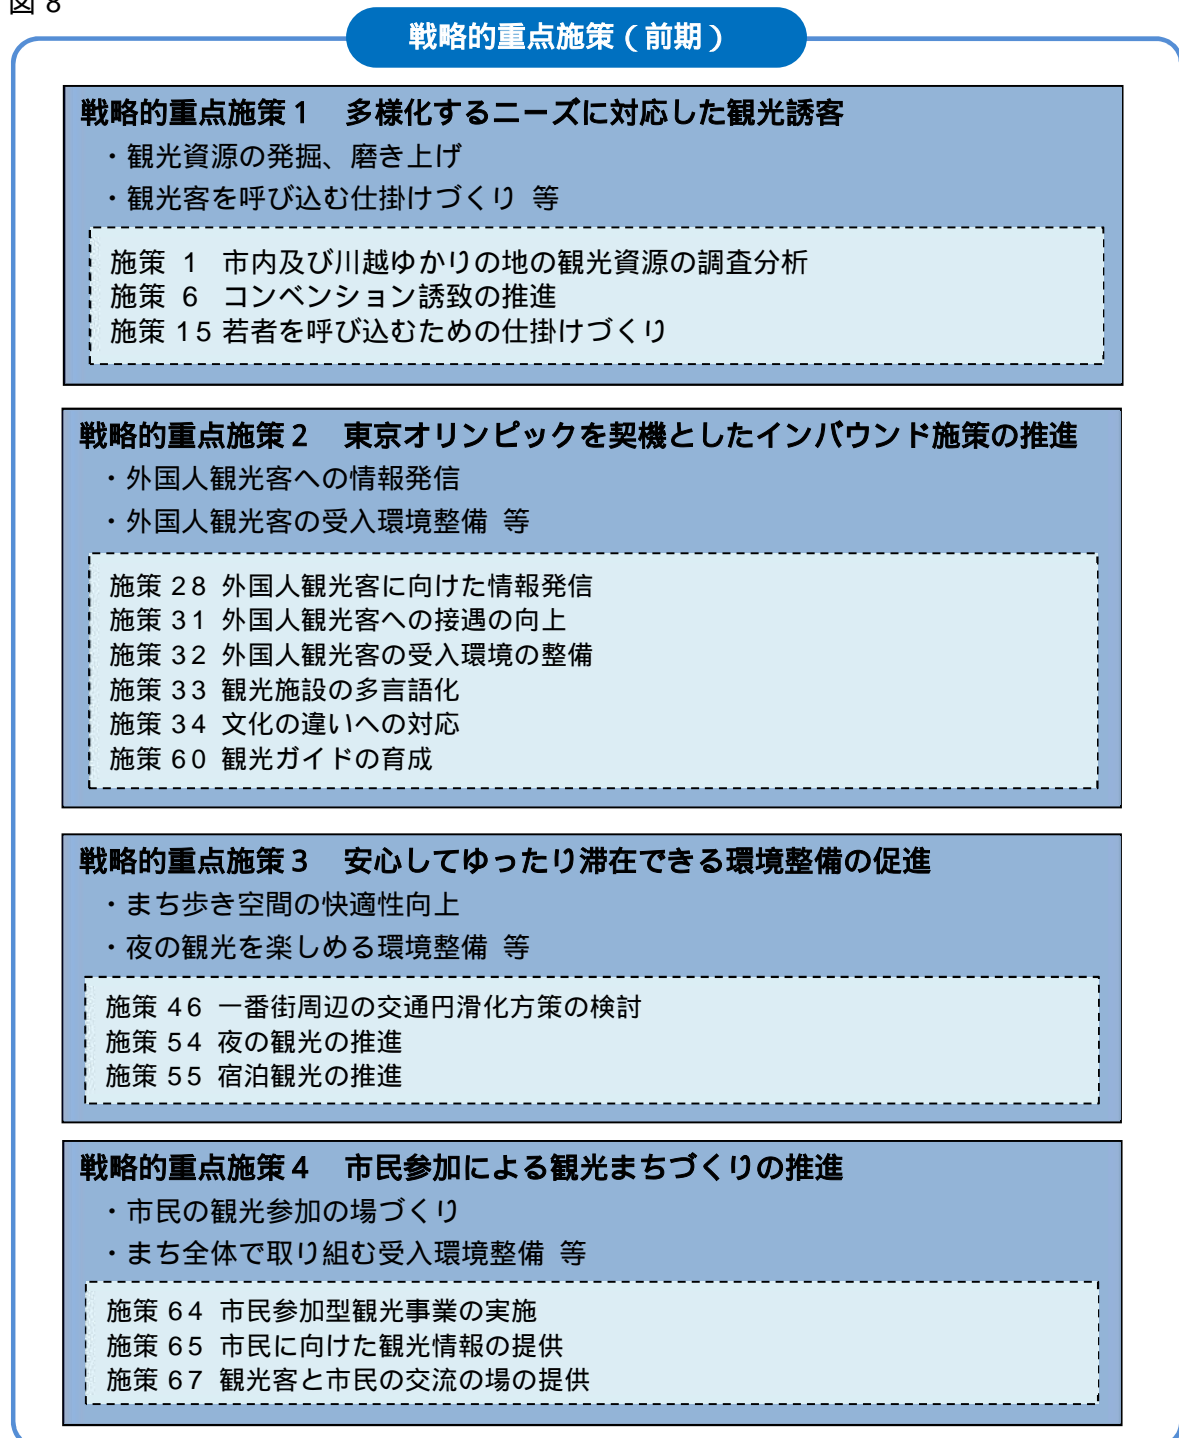 図 8
戦略的重点施策（前期）
戦略的重点施策１　多様化するニーズに対応した観光誘客
・観光資源の発掘、磨き上げ
・観光客を呼び込む仕掛けづくり 等
施策 1 市内及び川越ゆかりの地の観光資源の調査分析
施策 6 コンベンション誘致の推進
施策 15 若者を呼び込むための仕掛けづくり
戦略的重点施策２　東京オリンピックを契機としたインバウンド施策の推進
・外国人観光客への情報発信
・外国人観光客の受入環境整備 等
施策 28 外国人観光客に向けた情報発信
施策 31 外国人観光客への接遇の向上
施策 32 外国人観光客の受入環境の整備
施策 33 観光施設の多言語化
施策 34 文化の違いへの対応
施策 60 観光ガイドの育成
戦略的重点施策３　安心してゆったり滞在できる環境整備の促進
・まち歩き空間の快適性向上
・夜の観光を楽しめる環境整備 等
施策 46 一番街周辺の交通円滑化方策の検討
施策 54 夜の観光の推進
施策 55 宿泊観光の推進
戦略的重点施策４　市民参加による観光まちづくりの推進
・市民の観光参加の場づくり
・まち全体で取り組む受入環境整備 等
施策 64 市民参加型観光事業の実施
施策 65 市民に向けた観光情報の提供
施策 67 観光客と市民の交流の場の提供